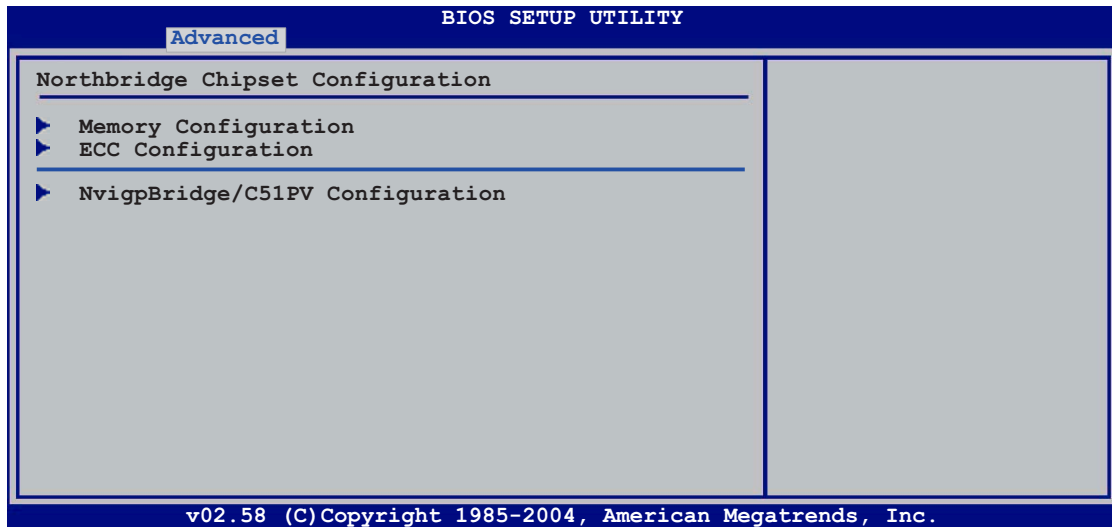 BIOS SETUP UTILITY
Advanced
Northbridge Chipset Configuration
Memory Configuration
ECC Configuration
NvigpBridge/C51PV Configuration
v02.58 (C)Copyright 1985-2004, American Megatrends, Inc.